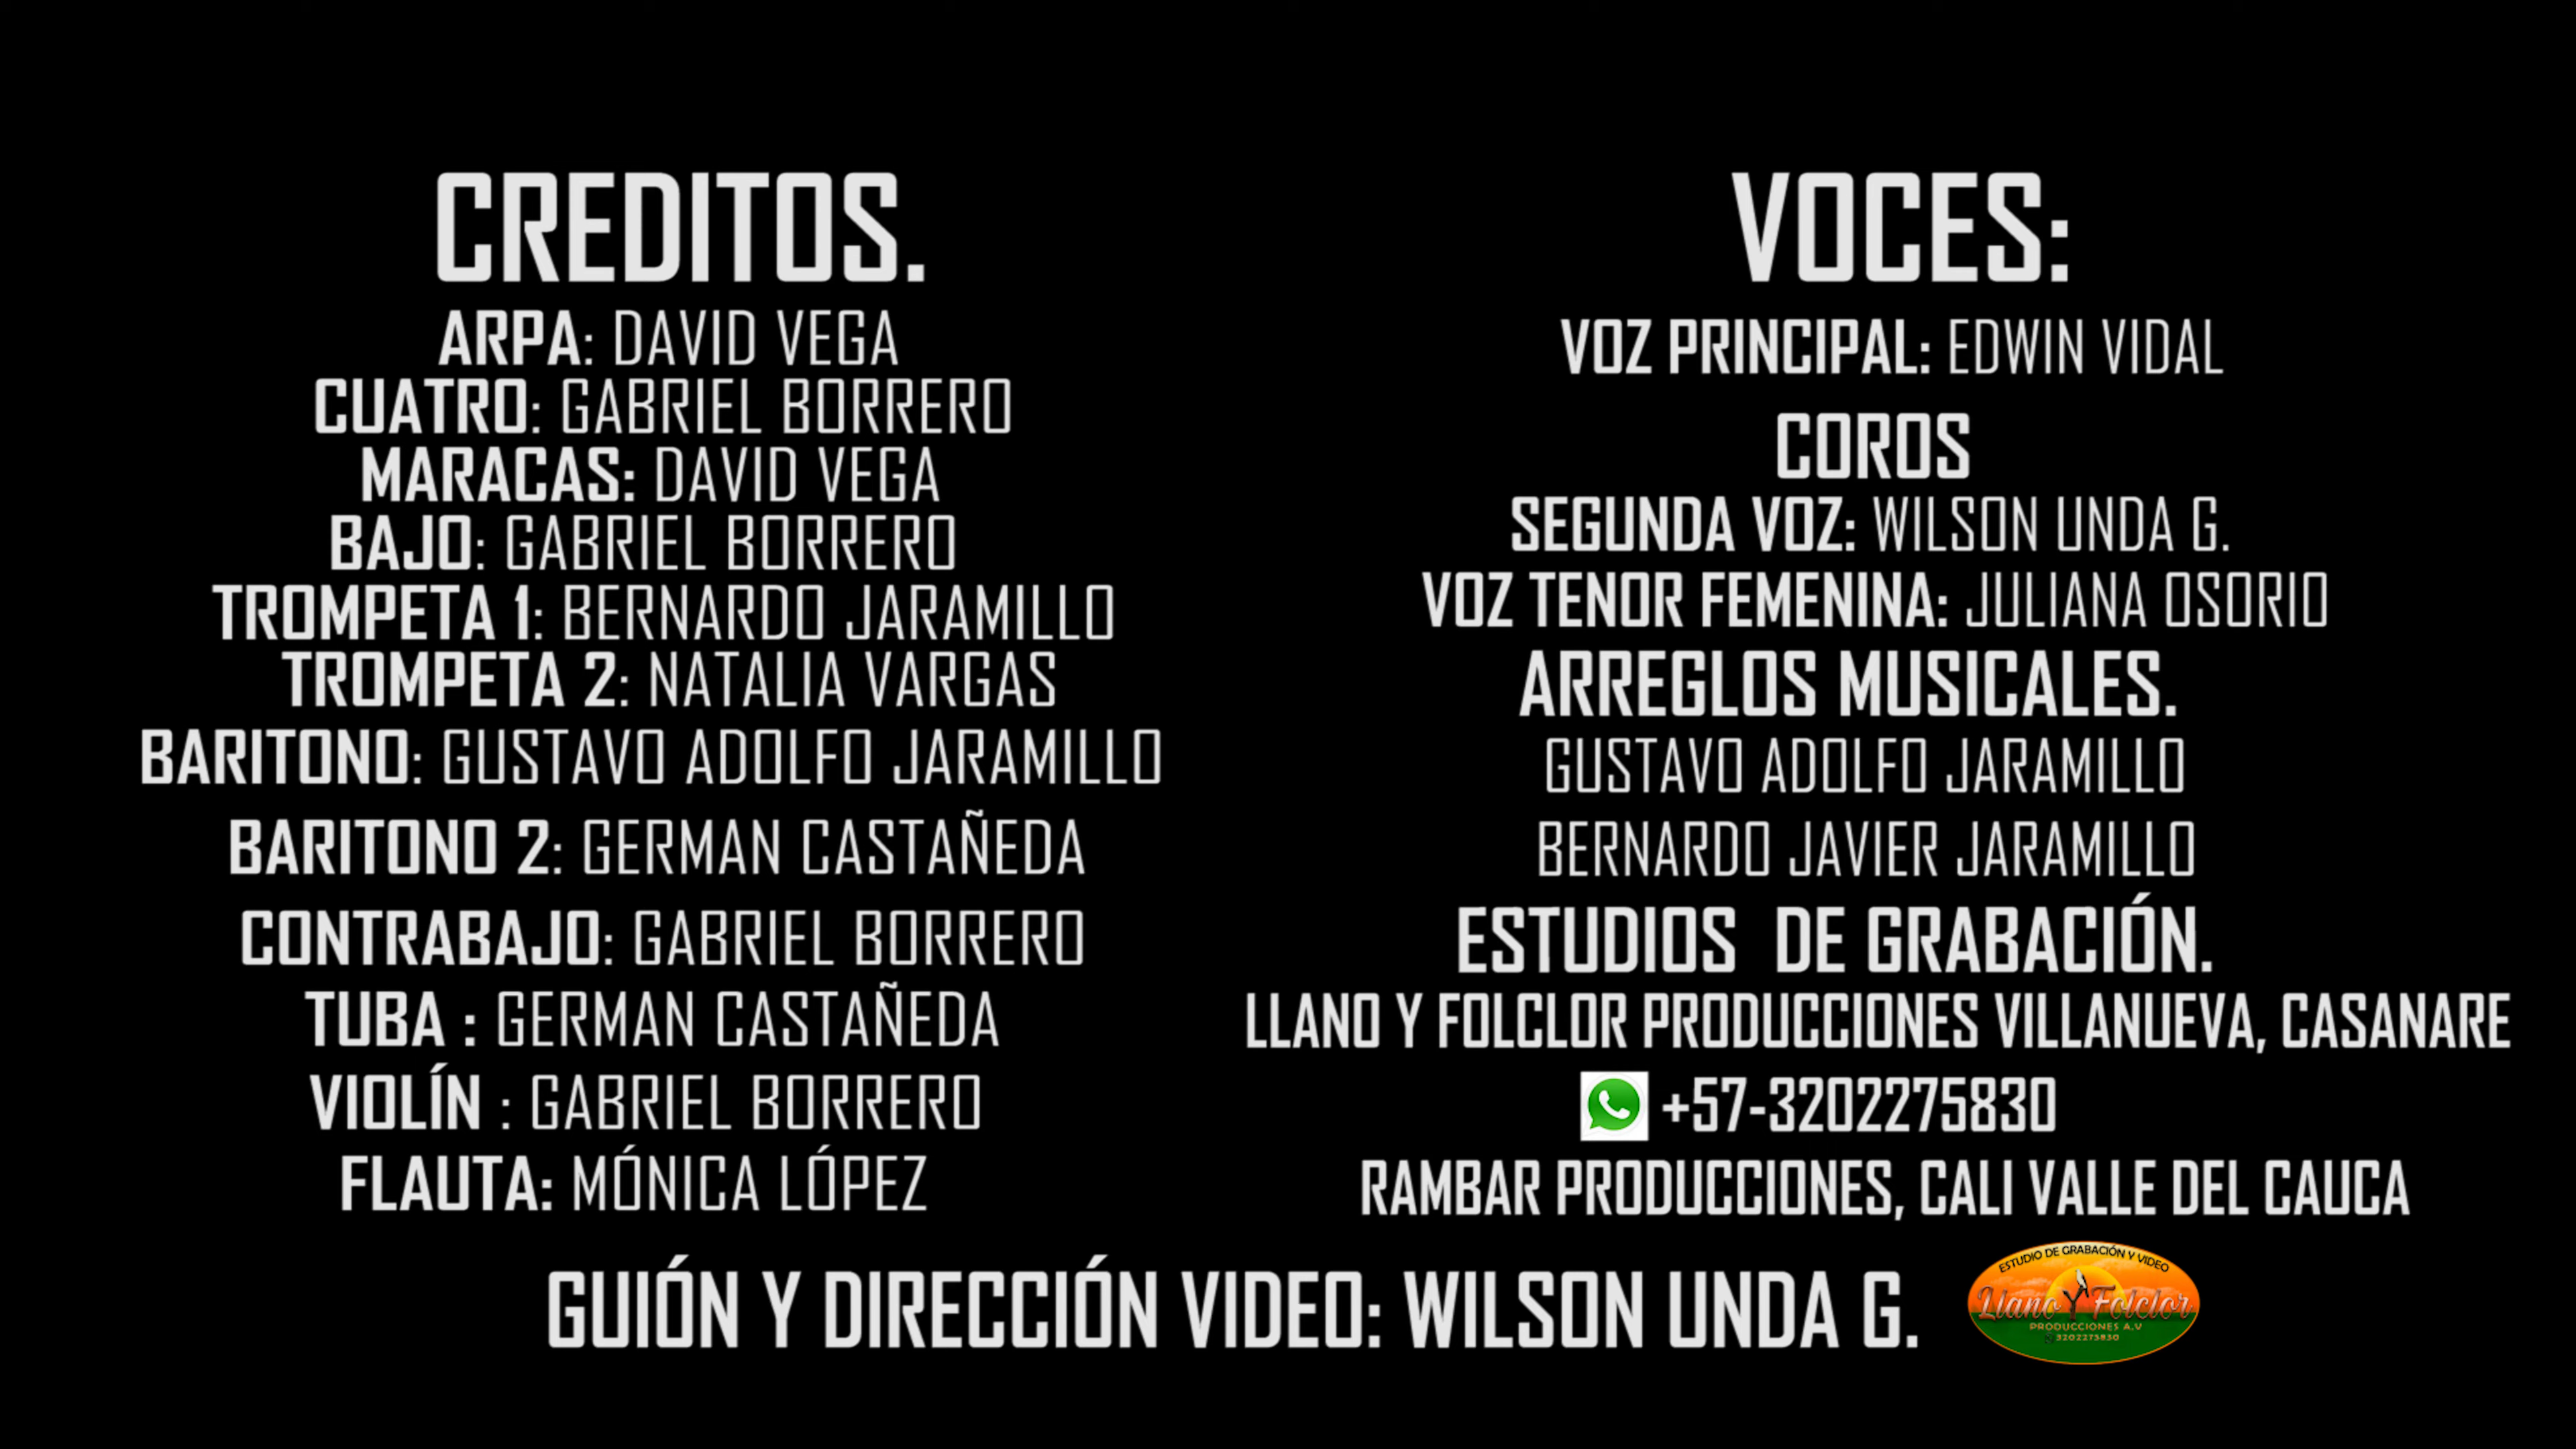 CREDITOS.
ARPA: DAVID VEGA
CUATRO: GABRIEL BORRERO
MARACAS: DAVID VEGA
BAJO: GABRIEL BORRERO
TROMPETA 1: BERNARDO JARAMILLO
TROMPETA 2: NATALIA VARGAS
BARITONO: GUSTAVO ADOLFO JARAMILLO
BARITONO 2: GERMAN CASTAÑEDA
CONTRABAJO: GABRIEL BORRERO
TUBA : GERMAN CASTAÑEDA
VIOLÍN : GABRIEL BORRERO
FLAUTA: MÓNICA LÓPEZ
VOCES:
VOZ PRINCIPAL: EDWIN VIDAL
COROS
SEGUNDA VOZ: WILSON UNDA G.
VOZ TENOR FEMENINA: JULIANA OSORIO
ARREGLOS MUSICALES.
GUSTAVO ADOLFO JARAMILLO
BERNARDO JAVIER JARAMILLO
ESTUDIOS DE GRABACIÓN.
LLANO Y FOLCLOR PRODUCCIONES VILLANUEVA, CASANARE
+57-3202275830
RAMBAR PRODUCCIONES, CALI VALLE DEL CAUCA
GUIÓN Y DIRECCIÓN VIDEO: WILSON UNDA G.
ESTUDIO DE GRABACIÓN Y VIDEO
Llano Y Folclor
PRODUCCIONES A.V
3202275830